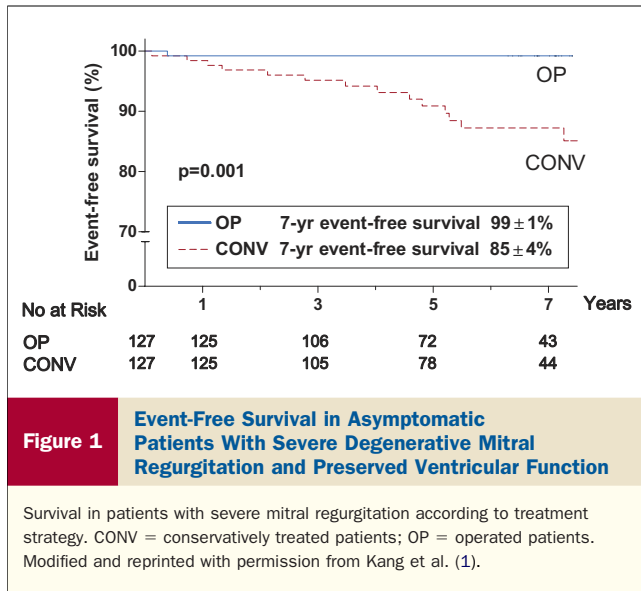 100
90
80
70
0
Event-free survival (%)
OP
CONV
p=0.001
OP 7-yr event-free survival 99±1%
CONV 7-yr event-free survival 85±4%
1 3 5 7 Years
No at Risk
OP 127 125 106 72 43
CONV 127 125 105 78 44
Figure 1
Event-Free Survival in Asymptomatic
Patients With Severe Degenerative Mitral
Regurgitation and Preserved Ventricular Function
Survival in patients with severe mitral regurgitation according to treatment
strategy. CONV = conservatively treated patients; OP = operated patients.
Modified and reprinted with permission from Kang et al. (1).